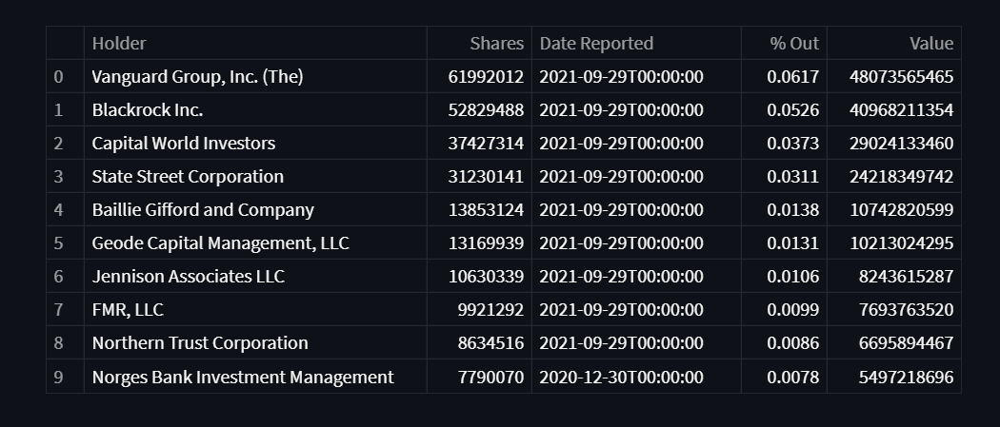 Holder Shares Date Reported % Out Value
0 Vanguard Group, Inc. (The) 61992012 2021-09-29T00:00:00 0.0617 48073565465
1 Blackrock Inc. 52829488 2021-09-29T00:00:00 0.0526 40968211354
2 Capital World Investors 37427314 2021-09-29T00:00:00 0.0373 29024133460
3 State Street Corporation 31230141 2021-09-29T00:00:00 0.0311 24218349742
4 Baillie Gifford and Company 13853124 2021-09-29T00:00:00 0.0138 10742820599
5 Geode Capital Management, LLC 13169939 2021-09-29T00:00:00 0.0131 10213024295
6 Jennison Associates LLC 10630339 2021-09-29T00:00:00 0.0106 8243615287
7 FMR, LLC 9921292 2021-09-29T00:00:00 0.0099 7693763520
8 Northern Trust Corporation 8634516 2021-09-29T00:00:00 0.0086 6695894467
9 Norges Bank Investment Management 7790070 2020-12-30T00:00:00 0.0078 5497218696